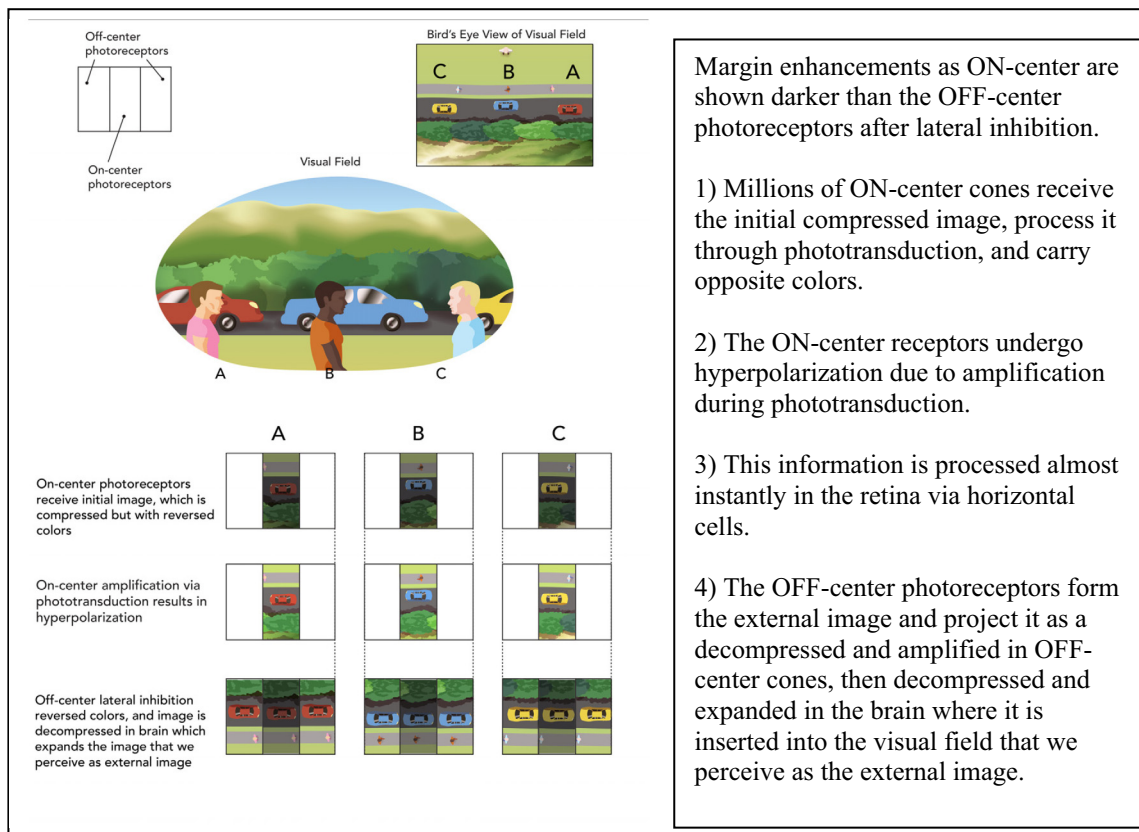 Off-center
photoreceptors
On-center
photoreceptors
Bird's Eye View of Visual Field
C B A
Visual Field
A B C
A B C
On-center photoreceptors
receive initial image, which is
compressed but with reversed
colors
On-center amplification via
phototransduction results in
hyperpolarization
Off-center lateral inhibition
reversed colors, and image is
decompressed in brain which
expands the image that we
perceive as external image
Margin enhancements as ON-center are
shown darker than the OFF-center
photoreceptors after lateral inhibition.
1) Millions of ON-center cones receive
the initial compressed image, process it
through phototransduction, and carry
opposite colors.
2) The ON-center receptors undergo
hyperpolarization due to amplification
during phototransduction.
3) This information is processed almost
instantly in the retina via horizontal
cells.
4) The OFF-center photoreceptors form
the external image and project it as a
decompressed and amplified in OFF-
center cones, then decompressed and
expanded in the brain where it is
inserted into the visual field that we
perceive as the external image.